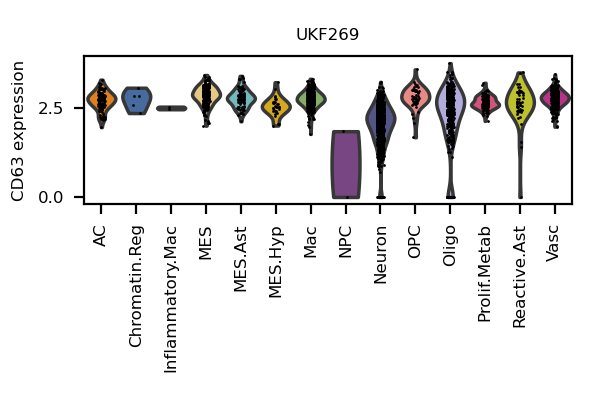 UKF269
CD63 expression
2.5
0.0
AC
Chromatin.Reg
Inflammatory.Mac
MES
MES.Ast
MES.Hyp
Mac
NPC
Neuron
OPC
Oligo
Prolif.Metab
Reactive.Ast
Vasc